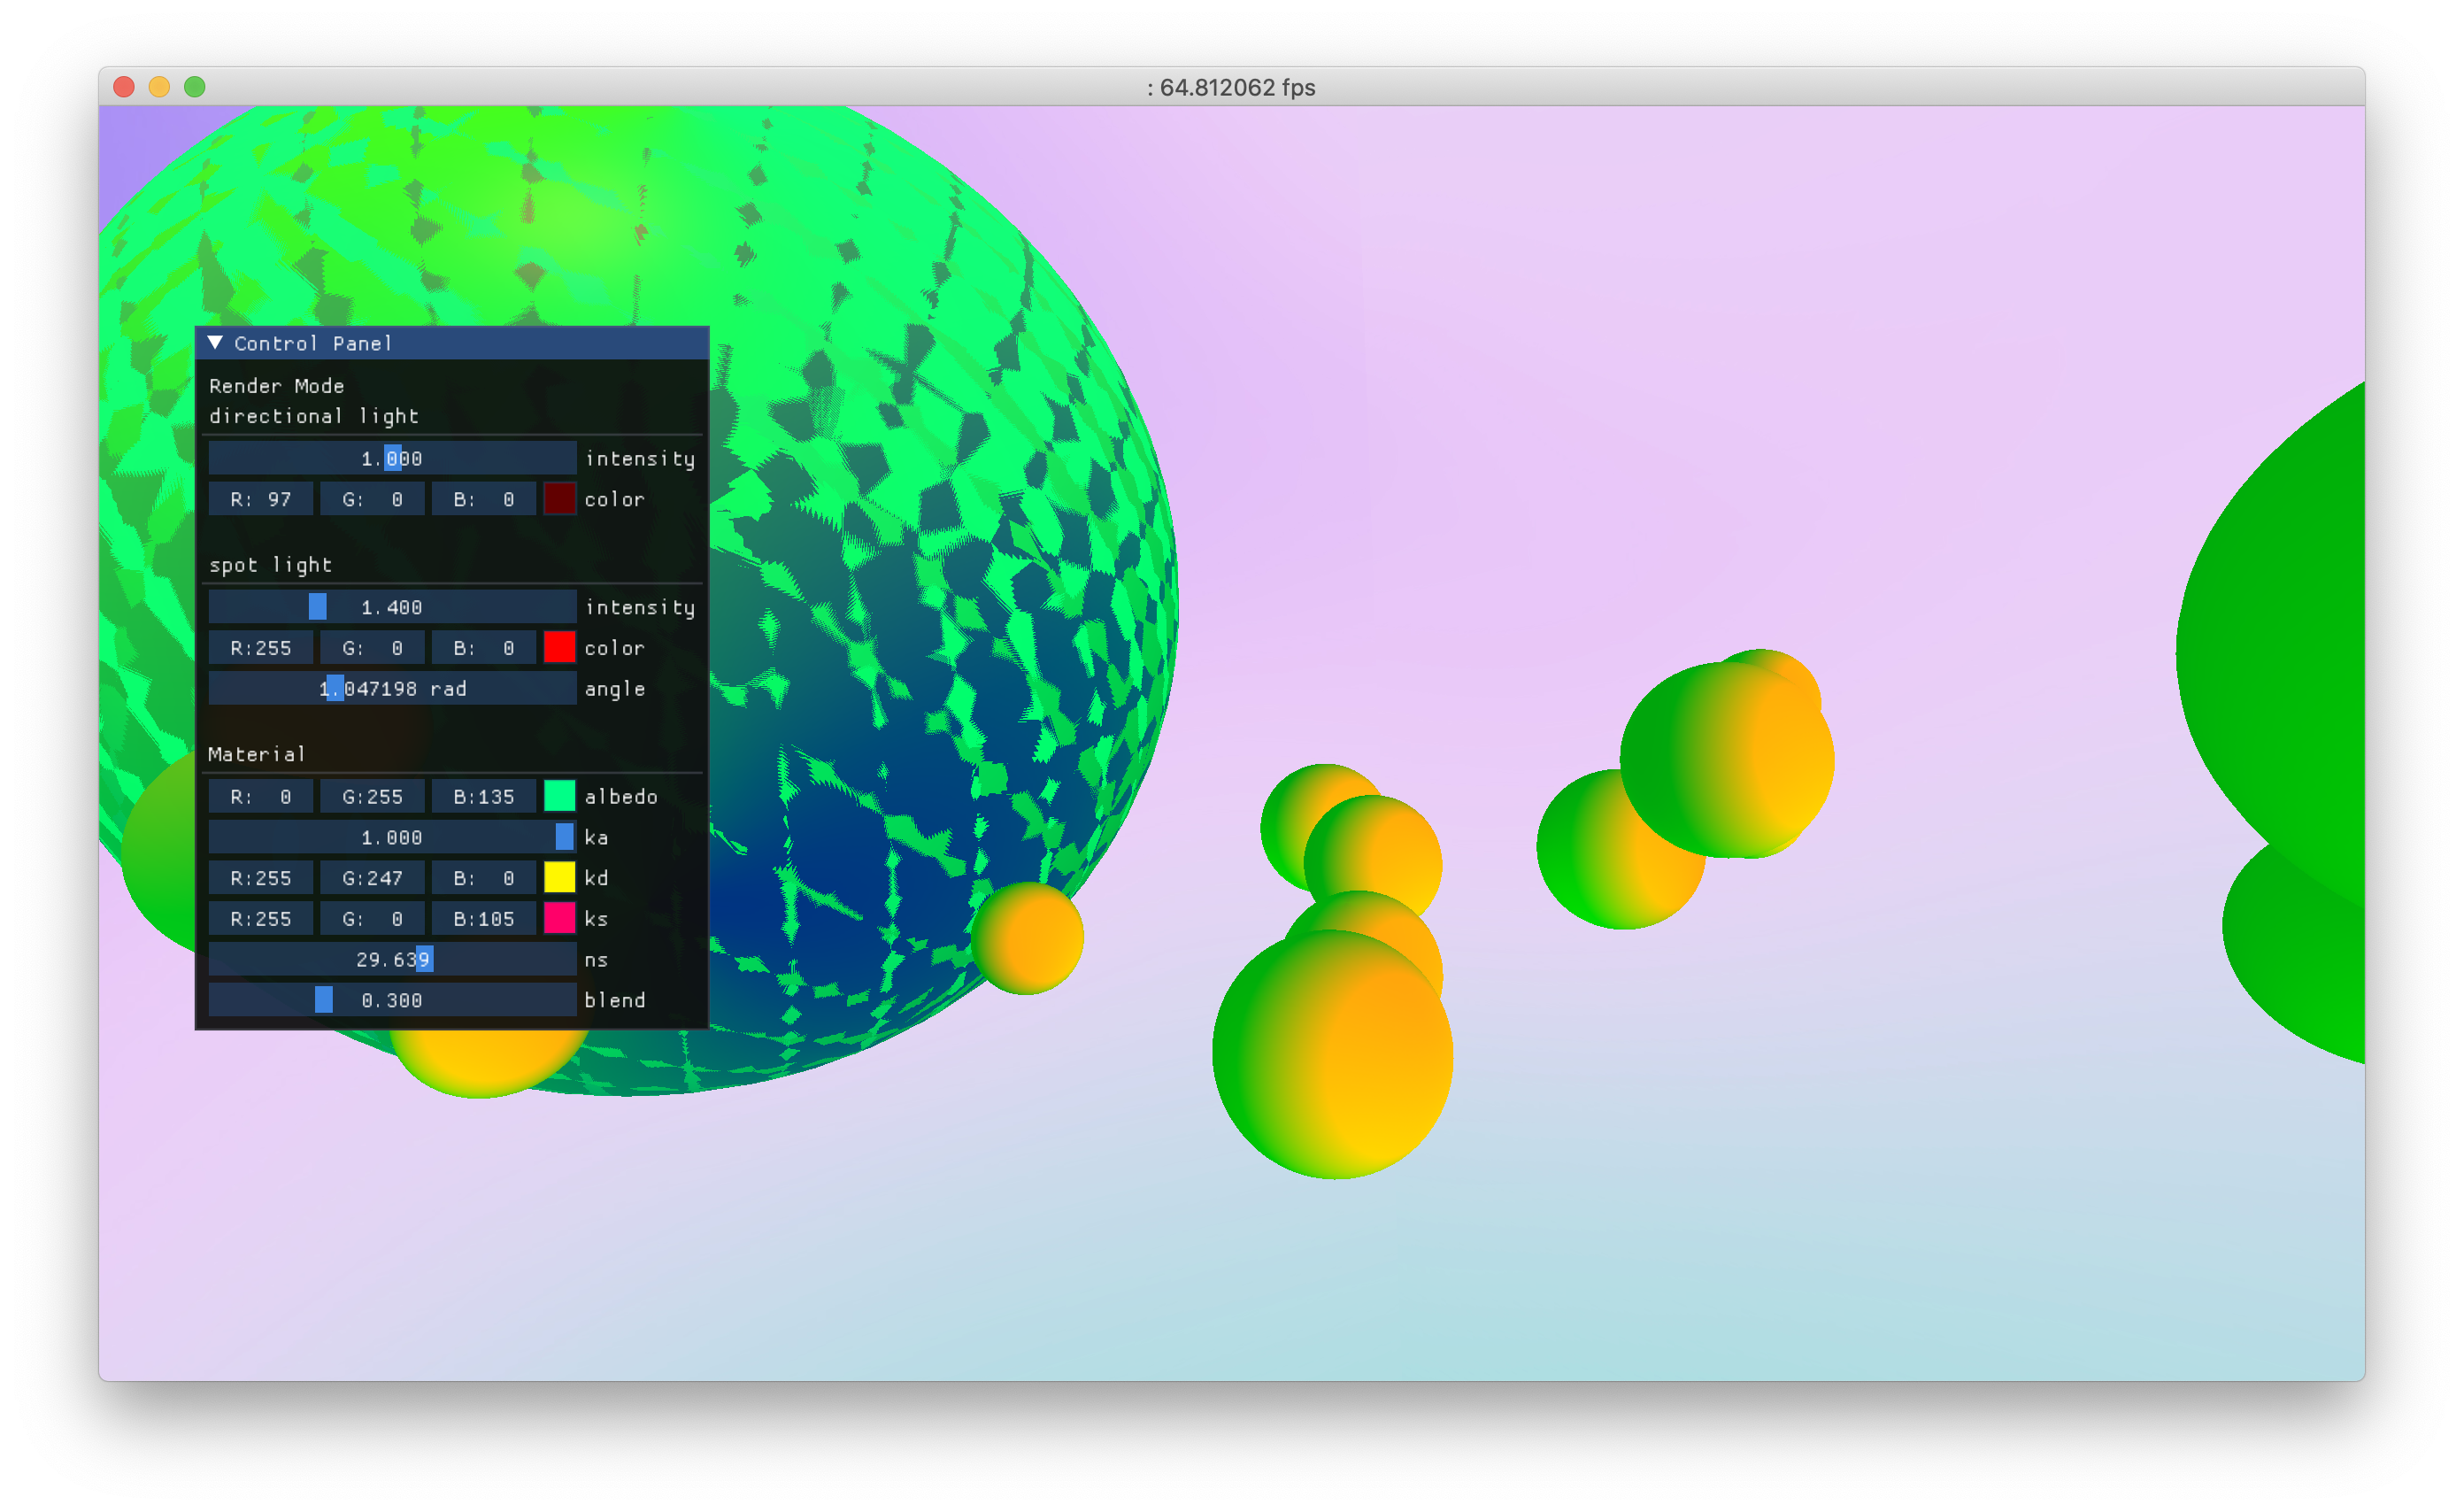 : 64.812062 fps
Control Panel
Render Mode
directional light
1.000 intensity
R: 97 G: 0 B: 0 color
spot light
1.400 intensity
R:255 G: 0 B: 0 color
1.047198 rad angle
Material
R: 0 G:255 B:135 albedo
1.000 ka
R:255 G:247 B: 0 kd
R:255 G: 0 B:105 ks
29.639 ns
0.300 blend